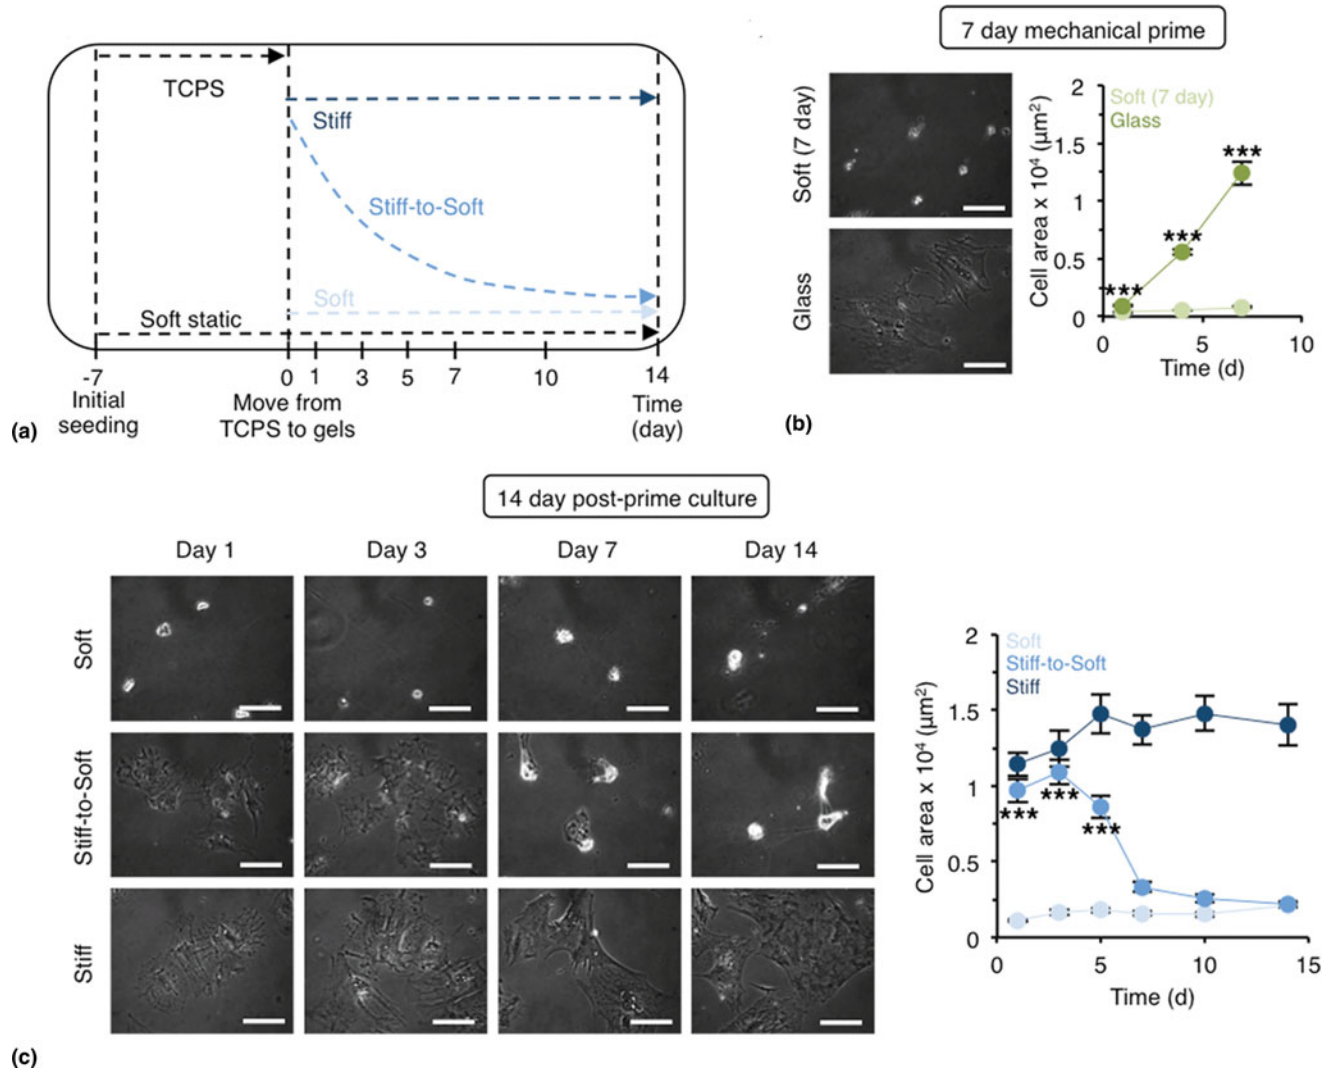 TCPS
Stiff
Stiff-to-Soft
Soft
Soft static
-7
0
1
3
5
7
10
14
Initial
seeding
Move from
TCPS to gels
Time
(day)
(a)
7 day mechanical prime
Soft (7 day)
Glass
Cell area x 10⁴ (µm²)
2
1.5
1
0.5
0
Soft (7 day)
Glass
***
***
***
0
5
10
Time (d)
(b)
14 day post-prime culture
Day 1
Day 3
Day 7
Day 14
Soft
Stiff-to-Soft
Stiff
Cell area x 10⁴ (µm²)
2
1.5
1
0.5
0
Soft
Stiff-to-Soft
Stiff
***
***
***
0
5
10
15
Time (d)
(c)